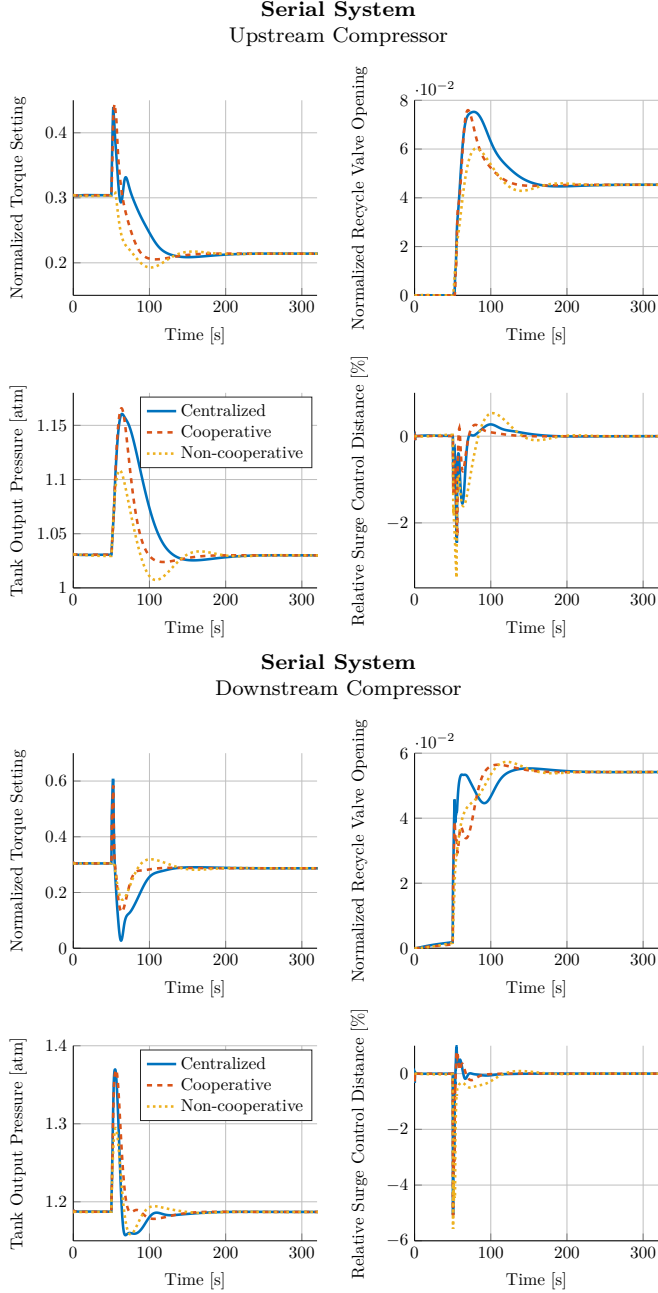 Serial System
Upstream Compressor
Normalized Torque Setting
0.4
0.3
0.2
0 100 200 300
Time [s]
Normalized Recycle Valve Opening
·10−2
8
6
4
2
0
0 100 200 300
Time [s]
Tank Output Pressure [atm]
1.15
1.1
1.05
1
0 100 200 300
Time [s]
Centralized
Cooperative
Non-cooperative
Relative Surge Control Distance [%]
0
−2
0 100 200 300
Time [s]
Serial System
Downstream Compressor
Normalized Torque Setting
0.6
0.4
0.2
0
0 100 200 300
Time [s]
Normalized Recycle Valve Opening
·10−2
6
4
2
0
0 100 200 300
Time [s]
Tank Output Pressure [atm]
1.4
1.3
1.2
0 100 200 300
Time [s]
Centralized
Cooperative
Non-cooperative
Relative Surge Control Distance [%]
0
−2
−4
−6
0 100 200 300
Time [s]